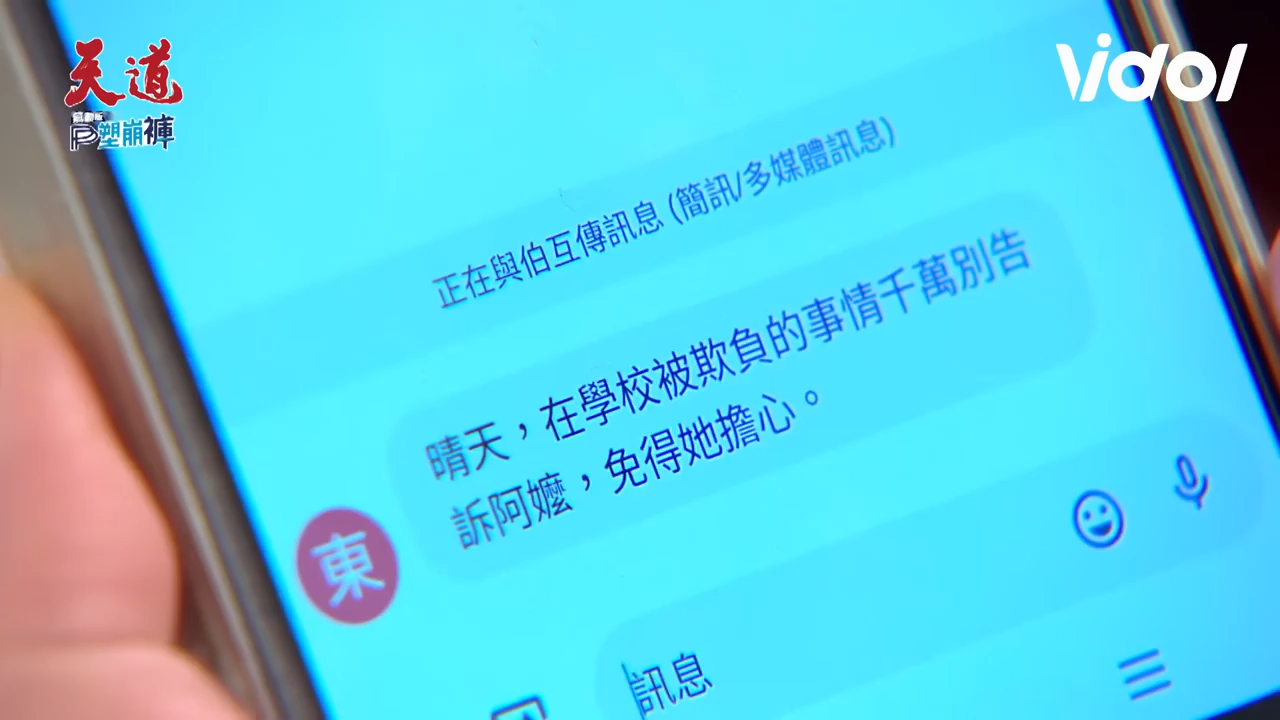 天道
P塑崩褲
Vidol
正在與伯互傳訊息 (簡訊/多媒體訊息)
晴天，在學校被欺負的事情千萬別告
訴阿嬤，免得她擔心。
東
訊息